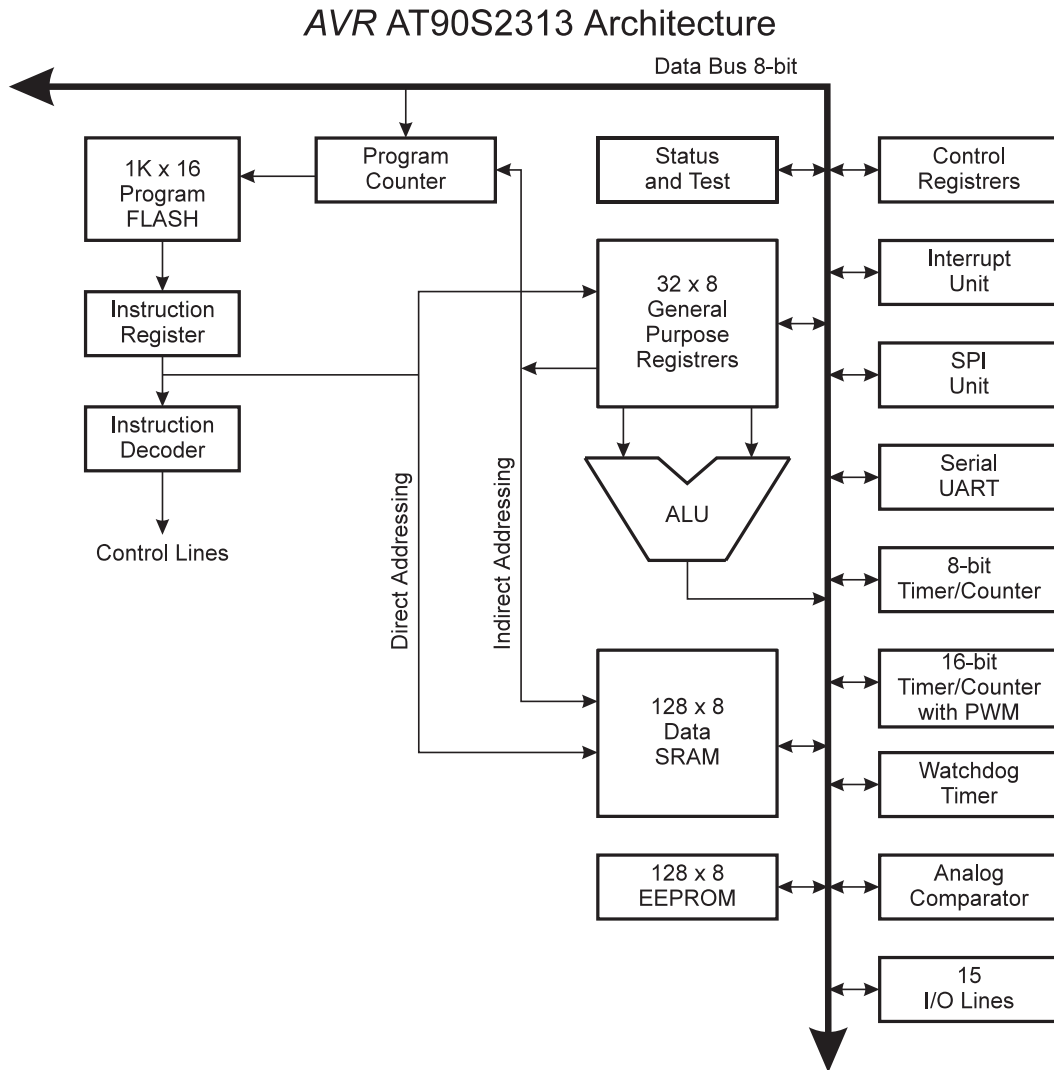 AVR AT90S2313 Architecture
Data Bus 8-bit
1K x 16
Program
FLASH
Program
Counter
Status
and Test
Control
Registrers
Instruction
Register
32 x 8
General
Purpose
Registrers
Interrupt
Unit
SPI
Unit
Instruction
Decoder
Control Lines
Direct Addressing
Indirect Addressing
ALU
Serial
UART
8-bit
Timer/Counter
128 x 8
Data
SRAM
16-bit
Timer/Counter
with PWM
Watchdog
Timer
128 x 8
EEPROM
Analog
Comparator
15
I/O Lines